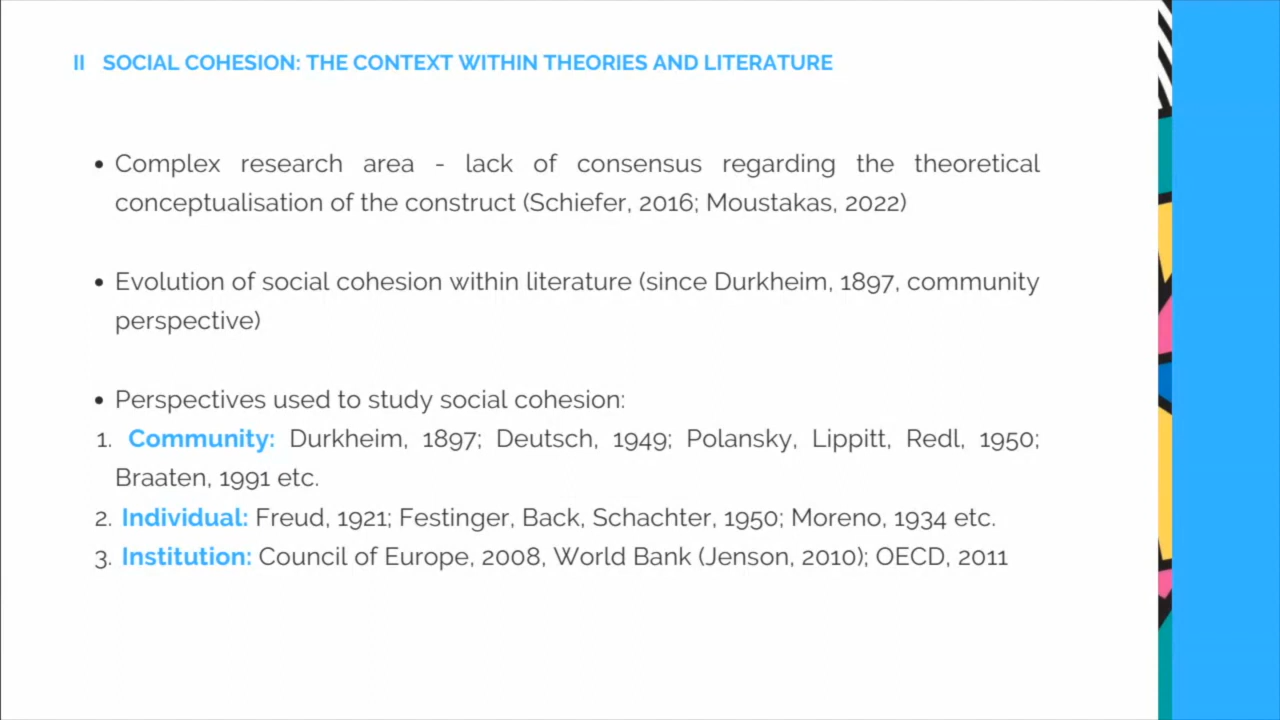 II SOCIAL COHESION: THE CONTEXT WITHIN THEORIES AND LITERATURE
• Complex research area - lack of consensus regarding the theoretical
conceptualisation of the construct (Schiefer, 2016; Moustakas, 2022)
• Evolution of social cohesion within literature (since Durkheim, 1897, community
perspective)
• Perspectives used to study social cohesion:
1. Community: Durkheim, 1897; Deutsch, 1949; Polansky, Lippitt, Redl, 1950;
Braaten, 1991 etc.
2. Individual: Freud, 1921; Festinger, Back, Schachter, 1950; Moreno, 1934 etc.
3. Institution: Council of Europe, 2008, World Bank (Jenson, 2010); OECD, 2011